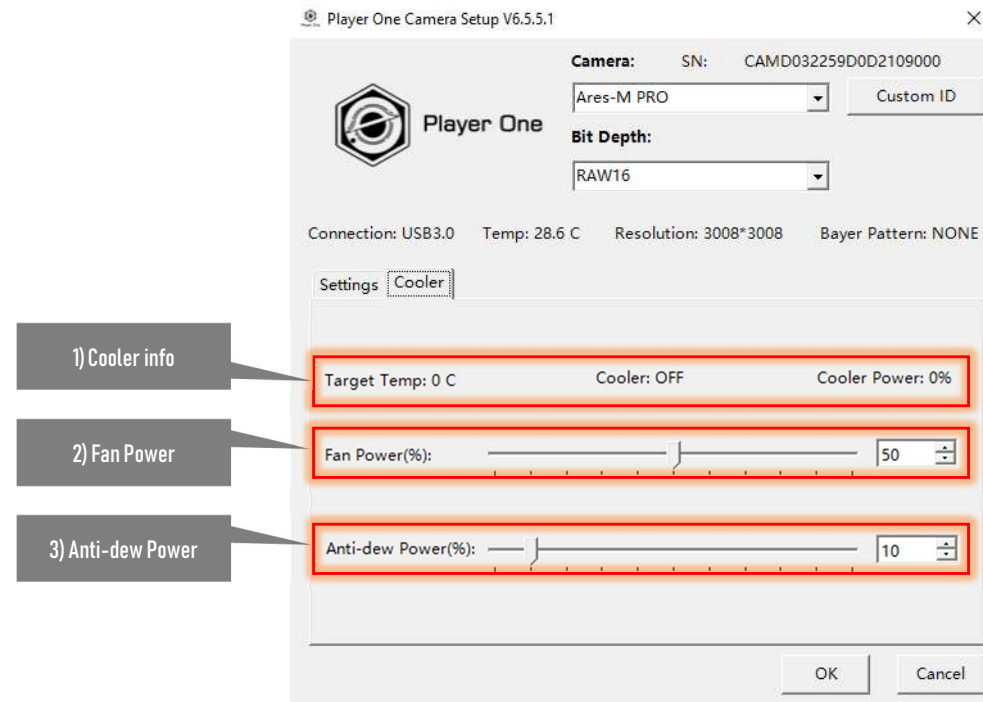 Player One Camera Setup V6.5.5.1
Camera: SN: CAMD032259D0D2109000
Ares-M PRO Custom ID
Player One
Bit Depth:
RAW16
Connection: USB3.0 Temp: 28.6 C Resolution: 3008*3008 Bayer Pattern: NONE
Settings Cooler
1) Cooler info
Target Temp: 0 C Cooler: OFF Cooler Power: 0%
2) Fan Power
Fan Power(%): 50
3) Anti-dew Power
Anti-dew Power(%): 10
OK Cancel